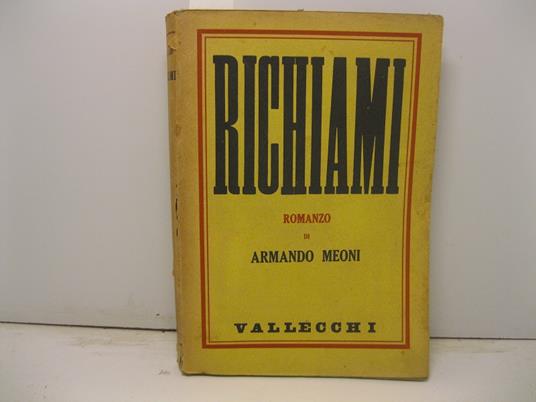 RICHIAMI
ROMANZO
DI
ARMANDO MEONI
VALLECCHI